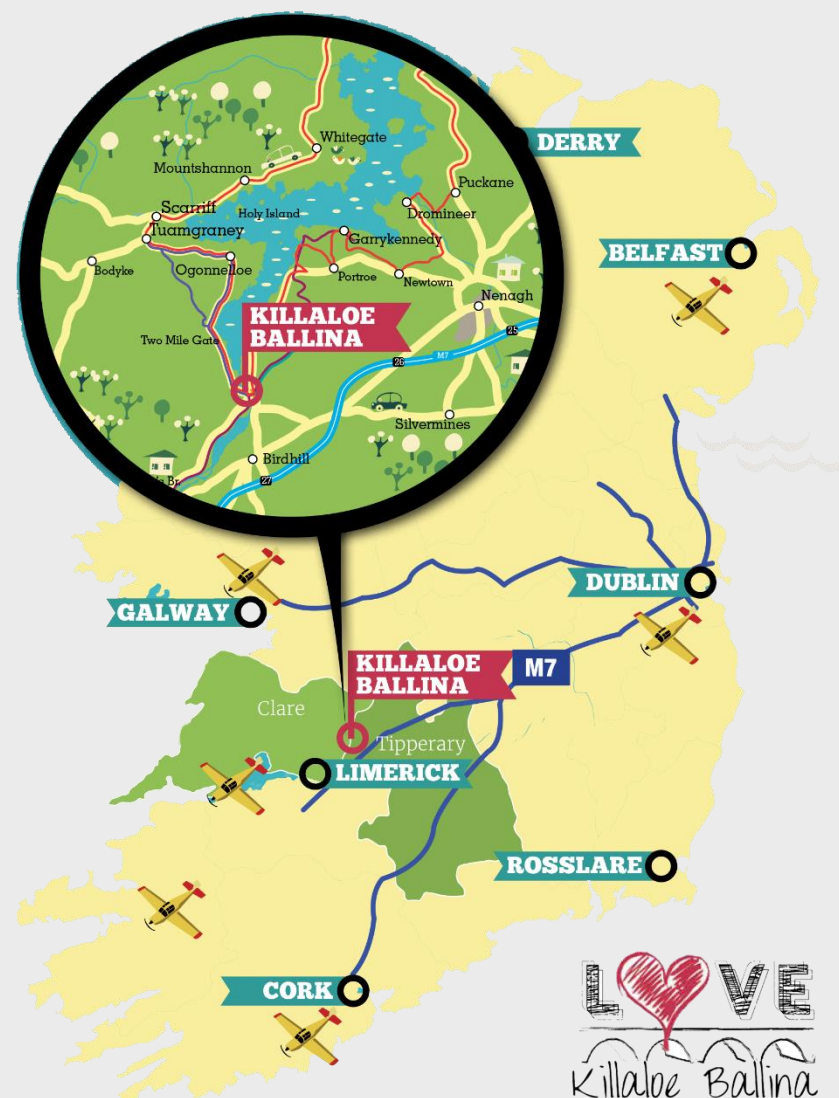 DERRY
BELFAST
Whitegate
Mountshannon
Puckane
Scarriff
Dromineer
Holy Island
Tuamgraney
Garrykennedy
Bodyke
Ogonnelloe
Portroe
Newtown
Nenagh
KILLALOE
BALLINA
Two Mile Gate
25
M7
26
Silvermines
Birdhill
27
Br.
DUBLIN
GALWAY
KILLALOE
BALLINA
M7
Clare
Tipperary
LIMERICK
ROSSLARE
CORK
LOVE
Killaloe Ballina